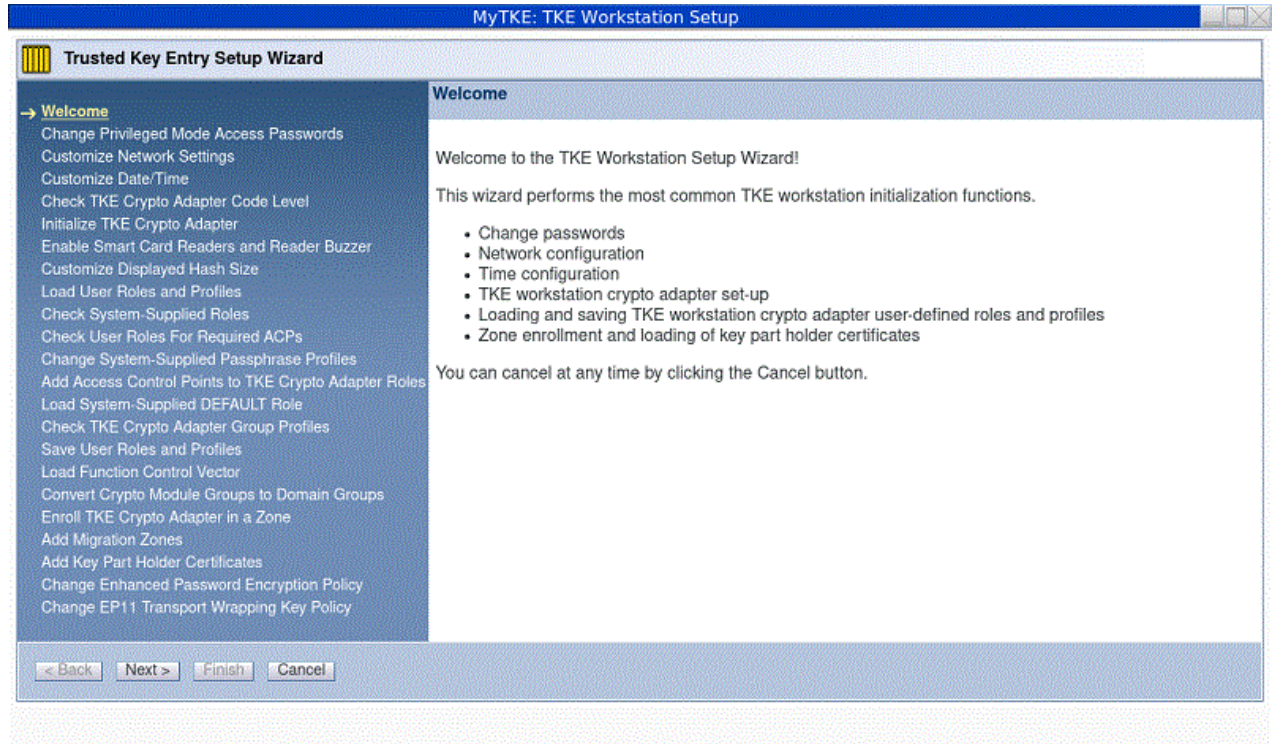 MyTKE: TKE Workstation Setup
Trusted Key Entry Setup Wizard
Welcome
Change Privileged Mode Access Passwords
Customize Network Settings
Customize Date/Time
Check TKE Crypto Adapter Code Level
Initialize TKE Crypto Adapter
Enable Smart Card Readers and Reader Buzzer
Customize Displayed Hash Size
Load User Roles and Profiles
Check System-Supplied Roles
Check User Roles For Required ACPs
Change System-Supplied Passphrase Profiles
Add Access Control Points to TKE Crypto Adapter Roles
Load System-Supplied DEFAULT Role
Check TKE Crypto Adapter Group Profiles
Save User Roles and Profiles
Load Function Control Vector
Convert Crypto Module Groups to Domain Groups
Enroll TKE Crypto Adapter in a Zone
Add Migration Zones
Add Key Part Holder Certificates
Change Enhanced Password Encryption Policy
Change EP11 Transport Wrapping Key Policy
Welcome
Welcome to the TKE Workstation Setup Wizard!
This wizard performs the most common TKE workstation initialization functions.
• Change passwords
• Network configuration
• Time configuration
• TKE workstation crypto adapter set-up
• Loading and saving TKE workstation crypto adapter user-defined roles and profiles
• Zone enrollment and loading of key part holder certificates
You can cancel at any time by clicking the Cancel button.
< Back Next > Finish Cancel